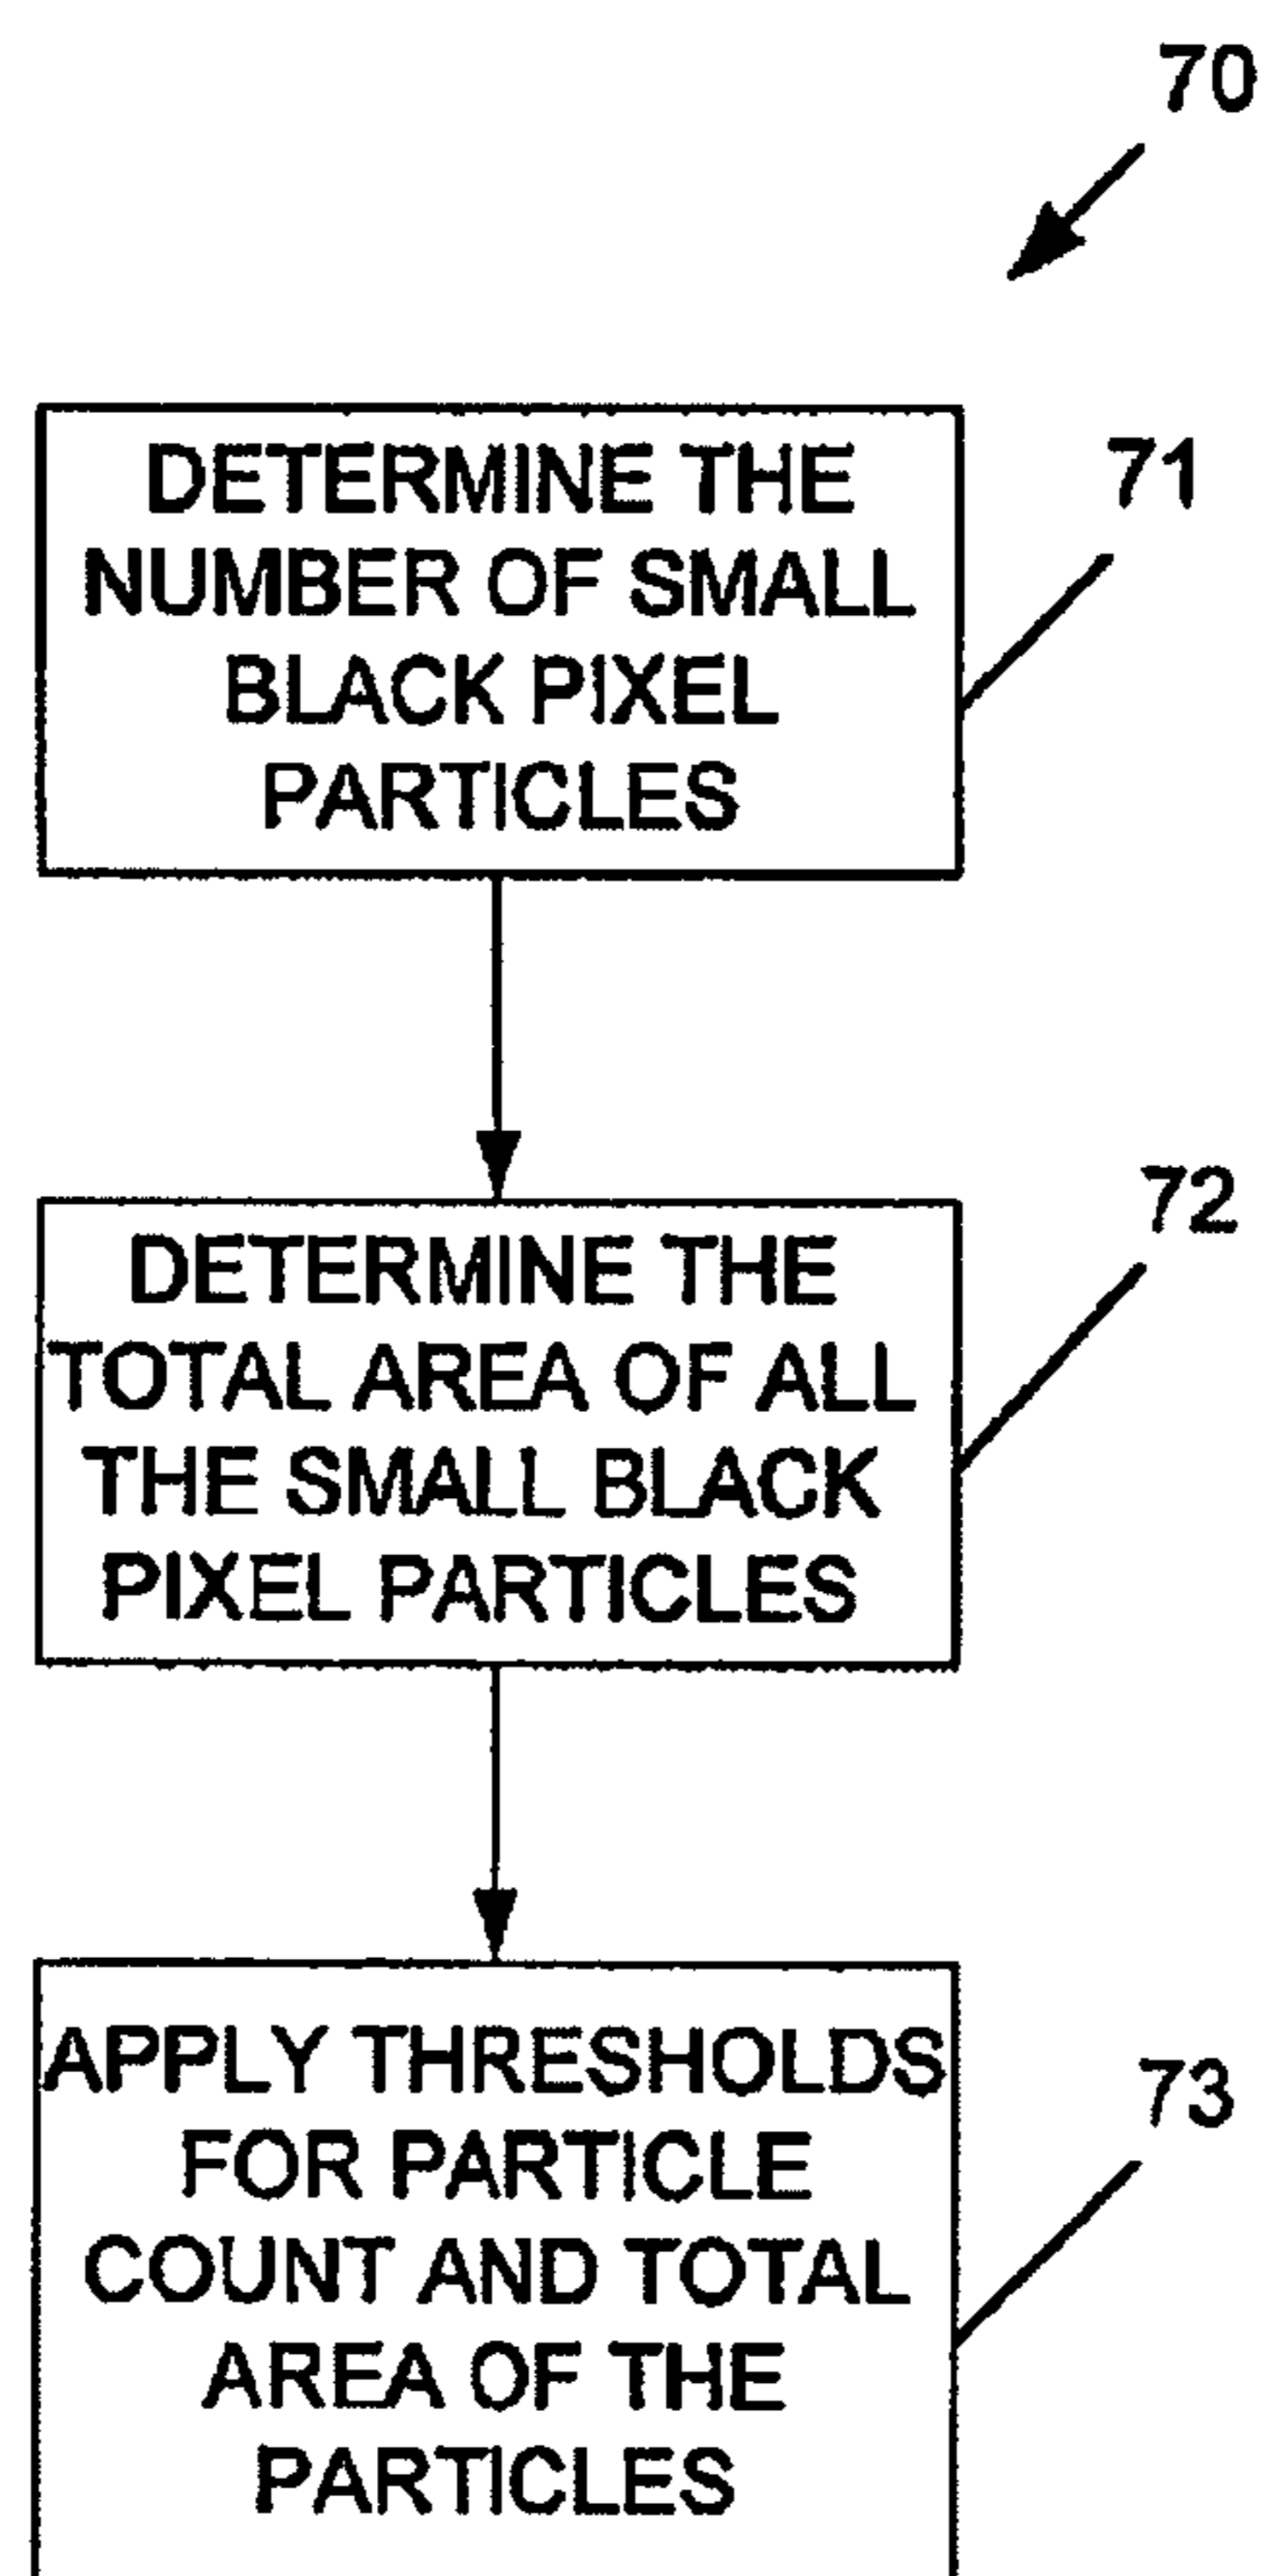 70
DETERMINE THE
NUMBER OF SMALL
BLACK PIXEL
PARTICLES
71
DETERMINE THE
TOTAL AREA OF ALL
THE SMALL BLACK
PIXEL PARTICLES
72
APPLY THRESHOLDS
FOR PARTICLE
COUNT AND TOTAL
AREA OF THE
PARTICLES
73